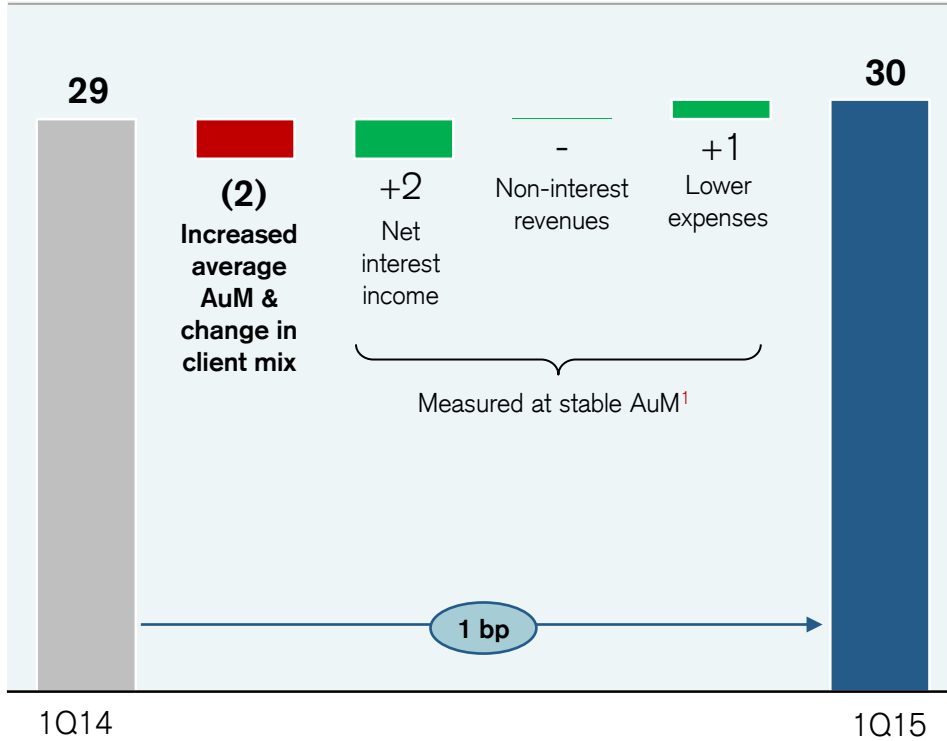 29
30
(2)
Increased
average
AuM &
change in
client mix
+2
Net
interest
income
-
Non-interest
revenues
+1
Lower
expenses
Measured at stable AuM1
1 bp
1Q14
1Q15